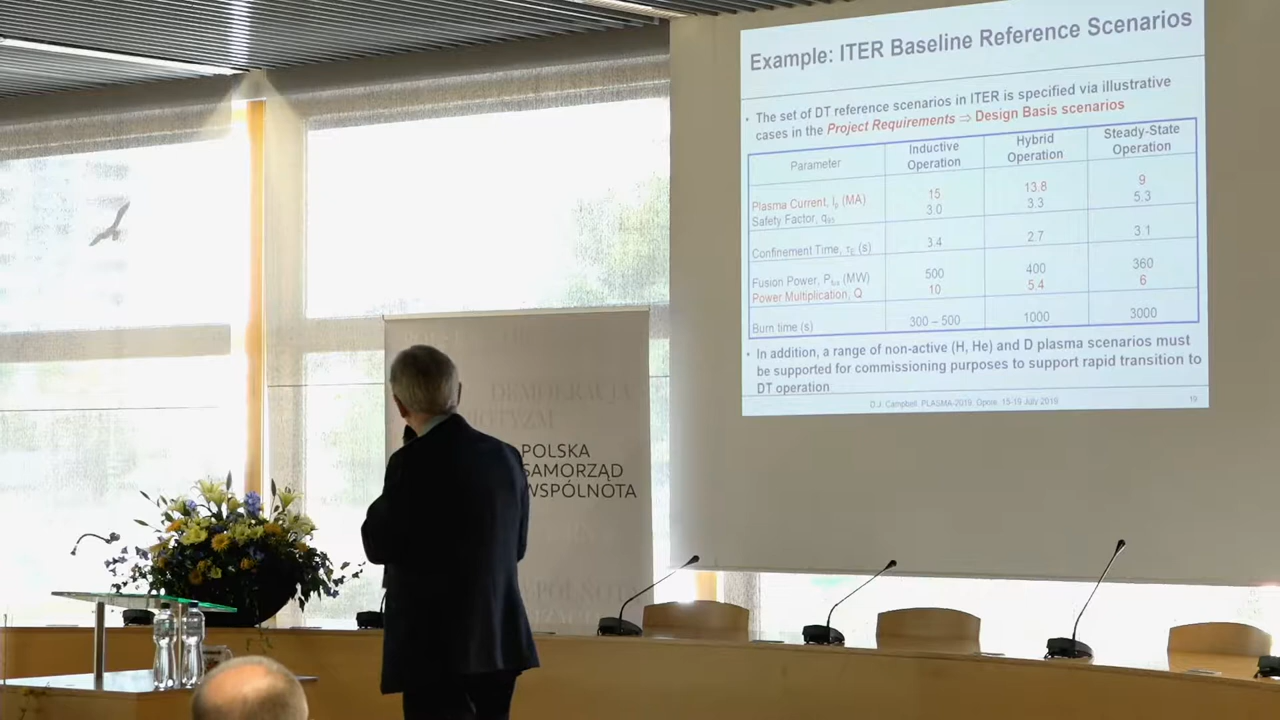 Example: ITER Baseline Reference Scenarios
• The set of DT reference scenarios in ITER is specified via illustrative
cases in the Project Requirements ⇒ Design Basis scenarios
Parameter Inductive Operation Hybrid Operation Steady-State Operation
Plasma Current, Ip (MA) 15 13.8 9
Safety Factor, q95 3.0 3.3 5.3
Confinement Time, τE (s) 3.4 2.7 3.1
Fusion Power, Pfus (MW) 500 400 360
Power Multiplication, Q 10 5.4 6
Burn time (s) 300 – 500 1000 3000
• In addition, a range of non-active (H, He) and D plasma scenarios must
be supported for commissioning purposes to support rapid transition to
DT operation
D.J. Campbell, PLASMA-2019, Opole, 15-19 July 2019 19
DEMOKRACJA
POLSKA
SAMORZĄD
WSPÓLNOTA